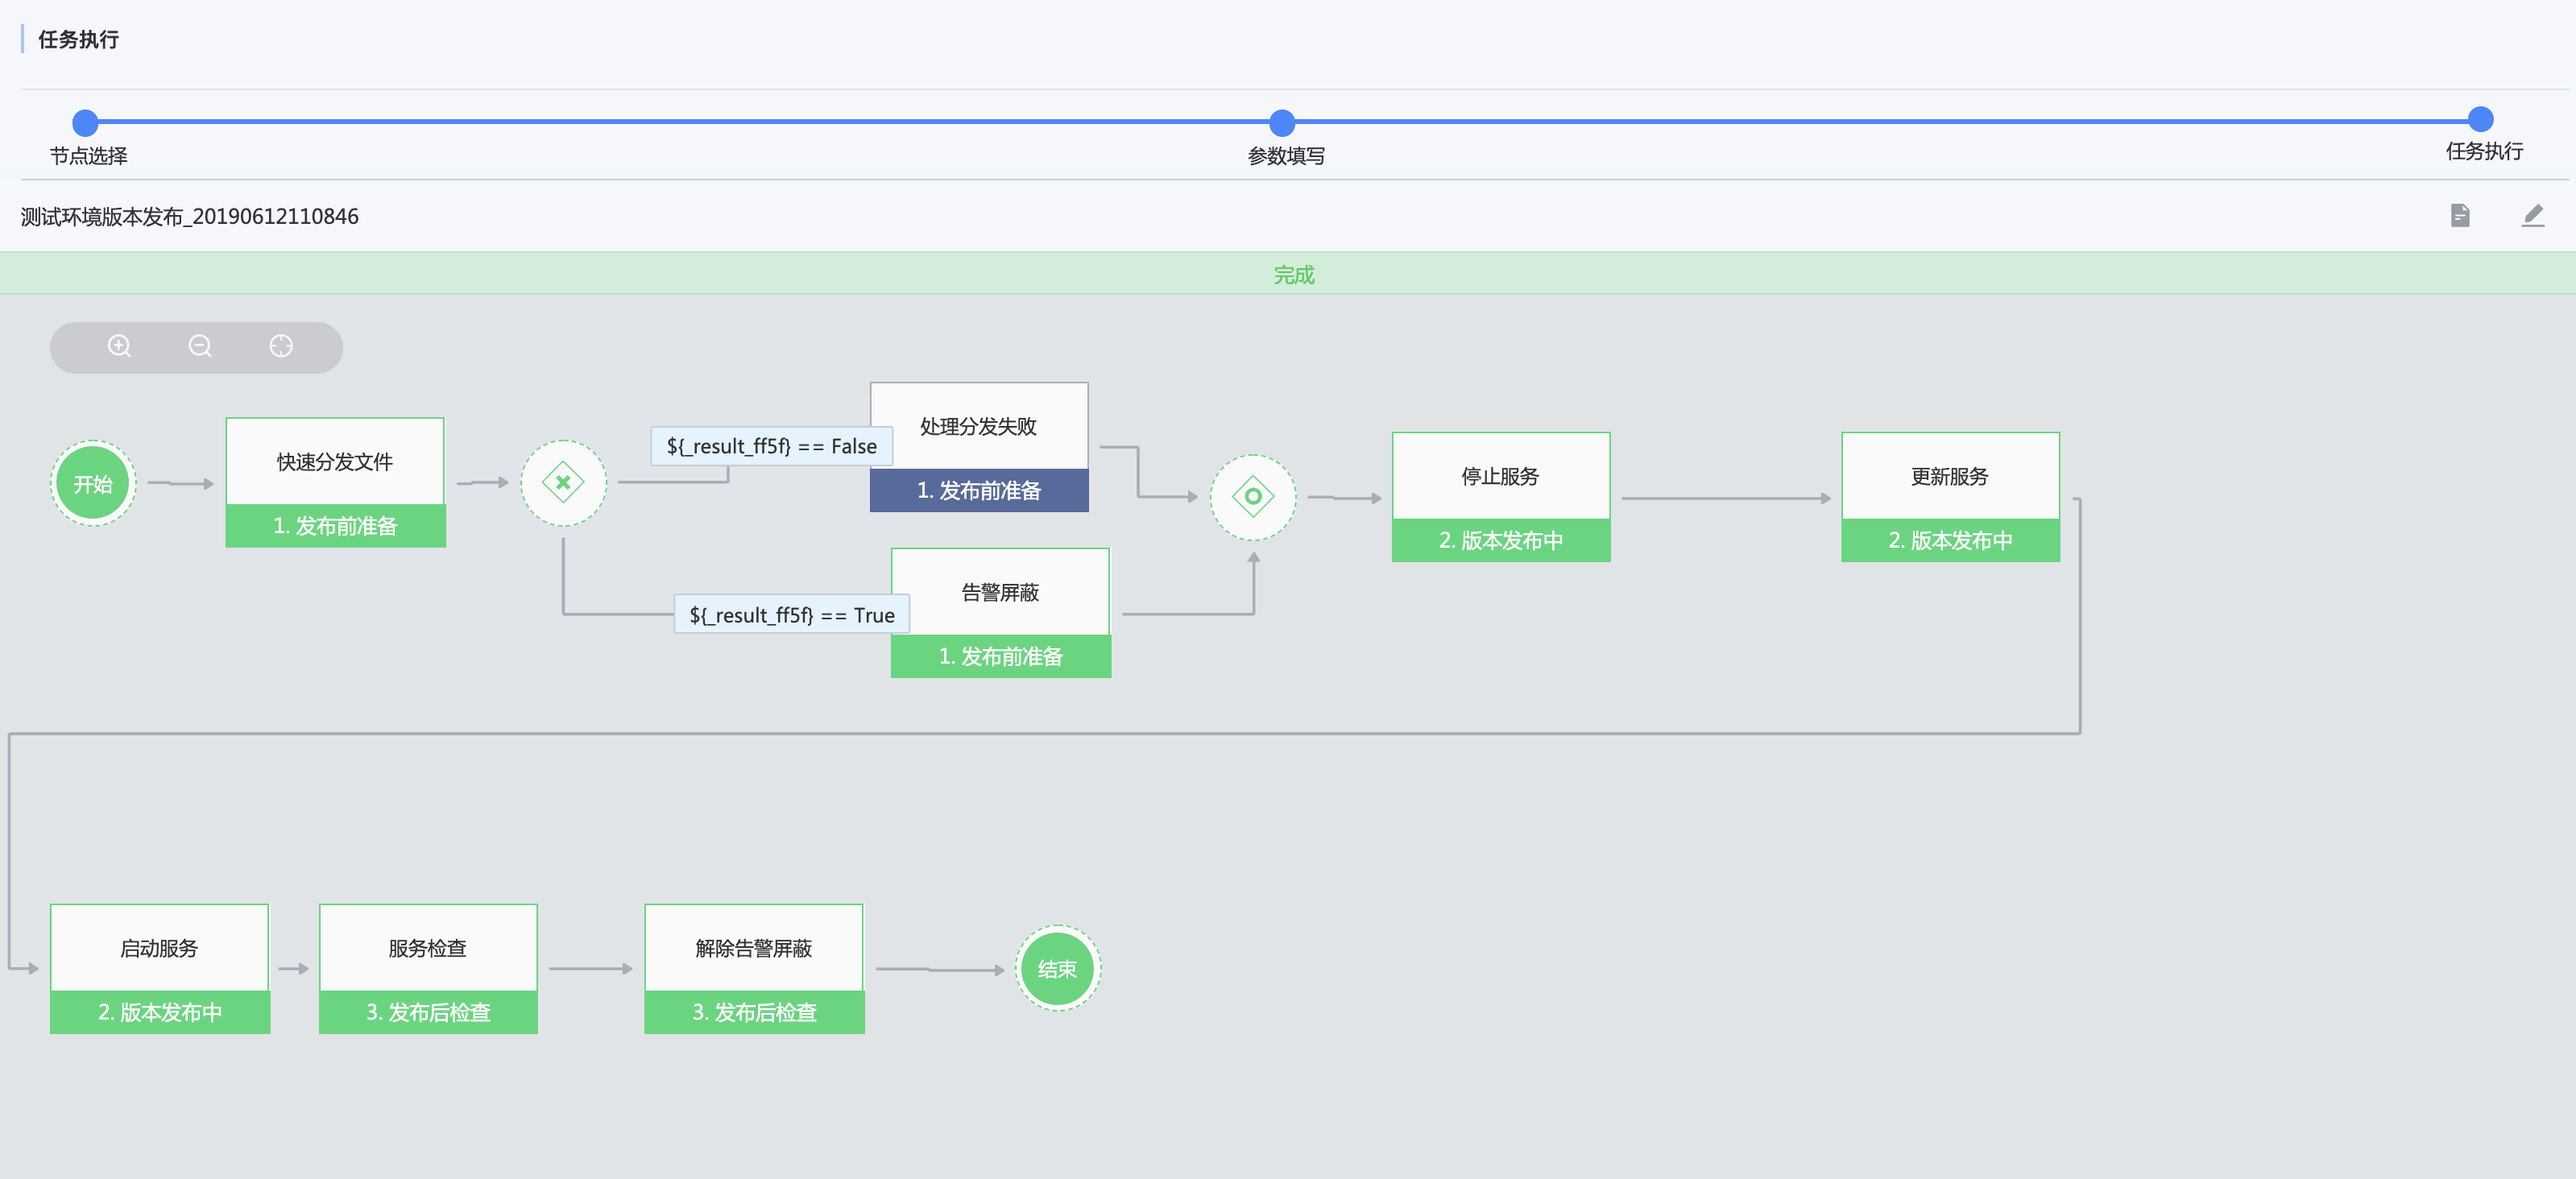 任务执行
节点选择
参数填写
任务执行
测试环境版本发布_20190612110846
完成
开始
快速分发文件
1. 发布前准备
${_result_ff5f} == False
处理分发失败
1. 发布前准备
${_result_ff5f} == True
告警屏蔽
1. 发布前准备
停止服务
2. 版本发布中
更新服务
2. 版本发布中
启动服务
2. 版本发布中
服务检查
3. 发布后检查
解除告警屏蔽
3. 发布后检查
结束